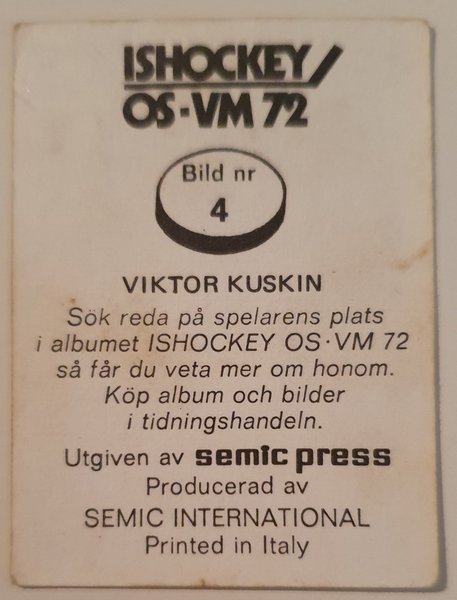 ISHOCKEY/
OS·VM 72
Bild nr
4
VIKTOR KUSKIN
Sök reda på spelarens plats
i albumet ISHOCKEY OS·VM 72
så får du veta mer om honom.
Köp album och bilder
i tidningshandeln.
Utgiven av semic press
Producerad av
SEMIC INTERNATIONAL
Printed in Italy